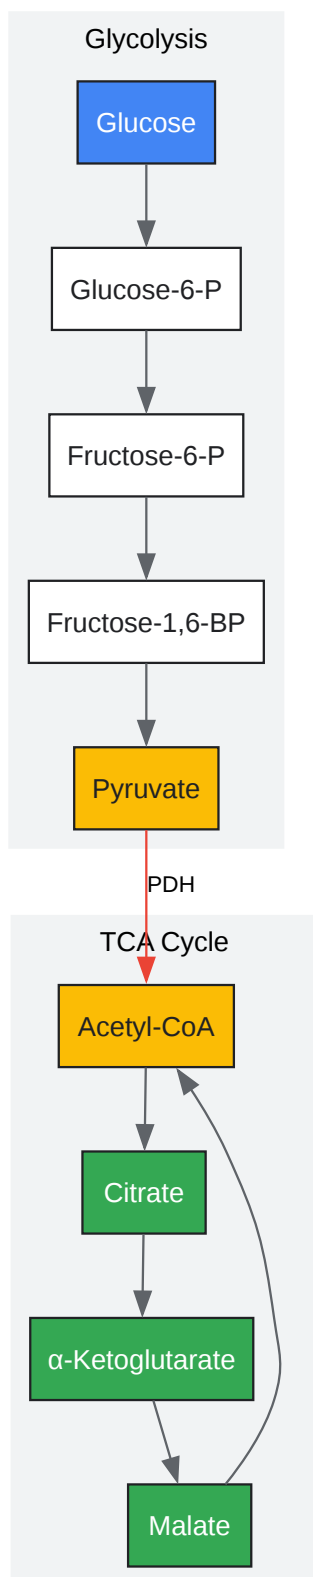 Glycolysis
Glucose
Glucose-6-P
Fructose-6-P
Fructose-1,6-BP
Pyruvate
PDH
TCA Cycle
Acetyl-CoA
Citrate
α-Ketoglutarate
Malate